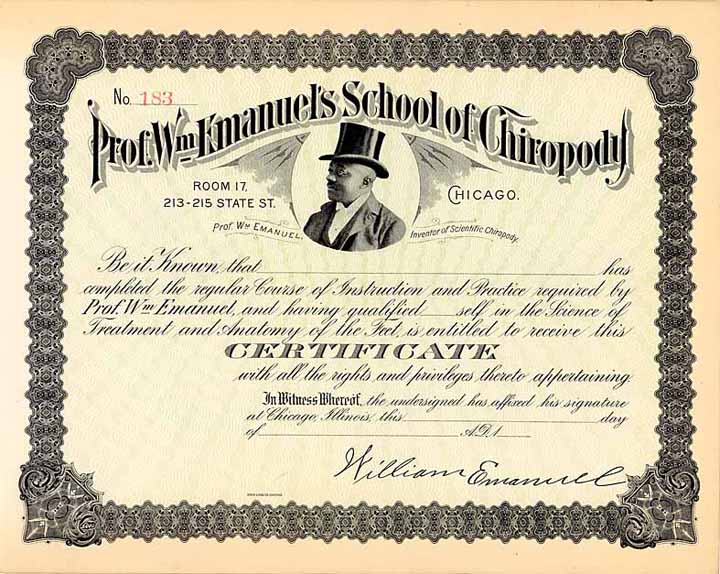 No. 183
Prof. Wm Emanuel's School of Chiropody
ROOM 17,
213-215 STATE ST.
CHICAGO.
Prof. Wm EMANUEL,
Inventor of Scientific Chiropody.
Be it Known, that has
completed the regular Course of Instruction and Practice required by
Prof. Wm Emanuel, and having qualified self in the Science of
Treatment and Anatomy of the Feet, is entitled to receive this
CERTIFICATE
with all the rights and privileges thereto appertaining.
In Witness Whereof, the undersigned has affixed his signature
at Chicago, Illinois, this day
of A.D. 1
William Emanuel